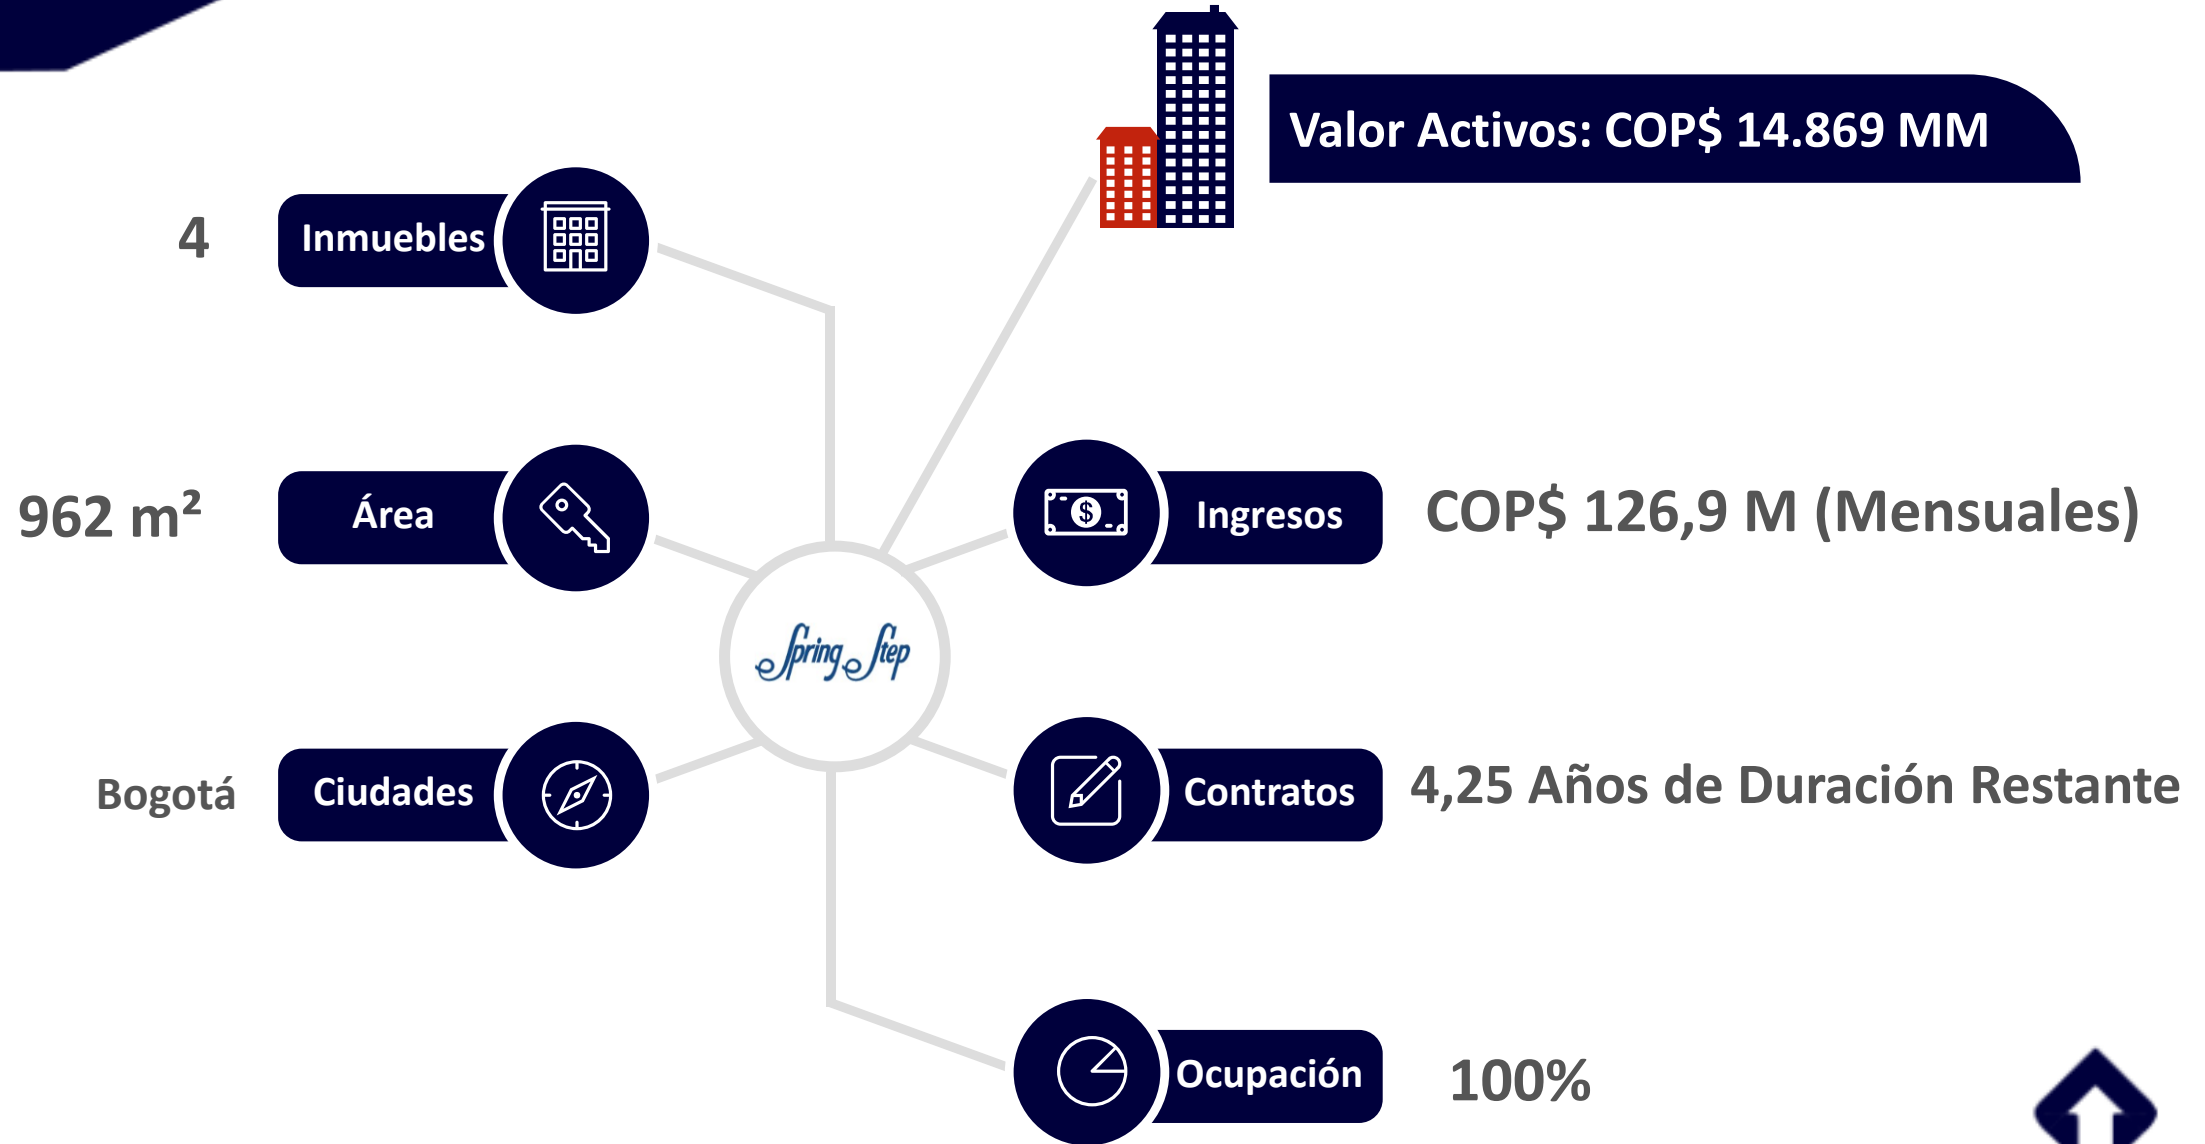 Valor Activos: COP$ 14.869 MM
4
Inmuebles
962 m²
Área
Bogotá
Ciudades
Spring Step
Ingresos
COP$ 126,9 M (Mensuales)
Contratos
4,25 Años de Duración Restante
Ocupación
100%